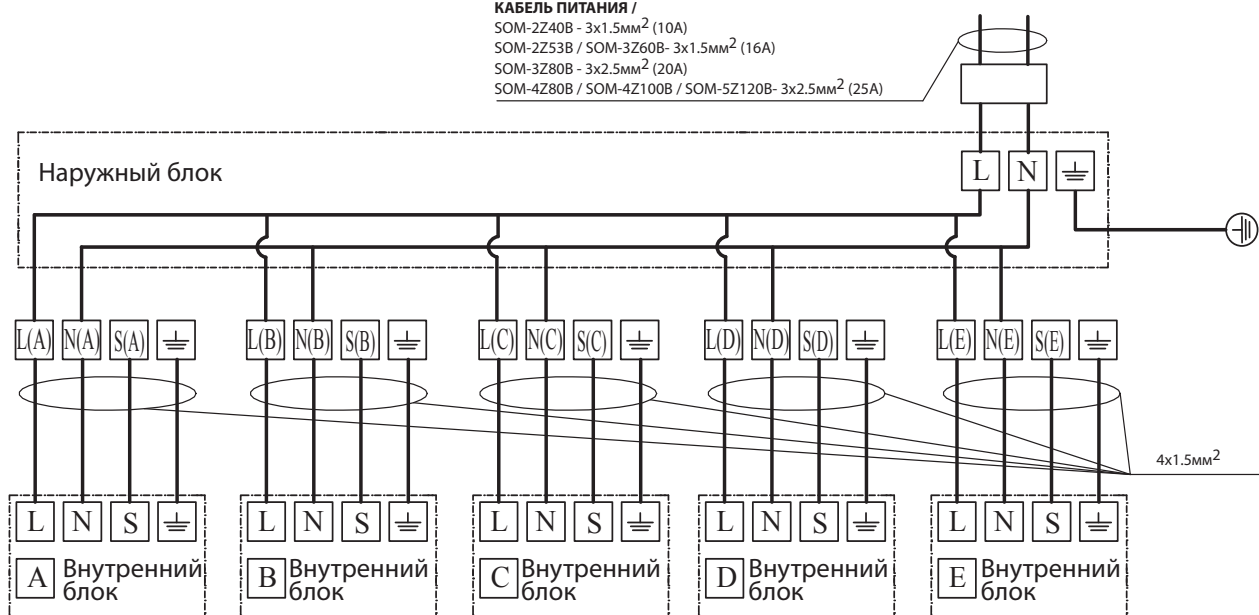 КАБЕЛЬ ПИТАНИЯ /
SOM-2Z40B - 3x1.5мм² (10A)
SOM-2Z53B / SOM-3Z60B- 3x1.5мм² (16A)
SOM-3Z80B - 3x2.5мм² (20A)
SOM-4Z80B / SOM-4Z100B / SOM-5Z120B- 3x2.5мм² (25A)
L N
Наружный блок
L(A) N(A) S(A) L(B) N(B) S(B) L(C) N(C) S(C) L(D) N(D) S(D) L(E) N(E) S(E)
4x1.5мм²
L N S L N S L N S L N S L N S
A Внутренний
блок
B Внутренний
блок
C Внутренний
блок
D Внутренний
блок
E Внутренний
блок